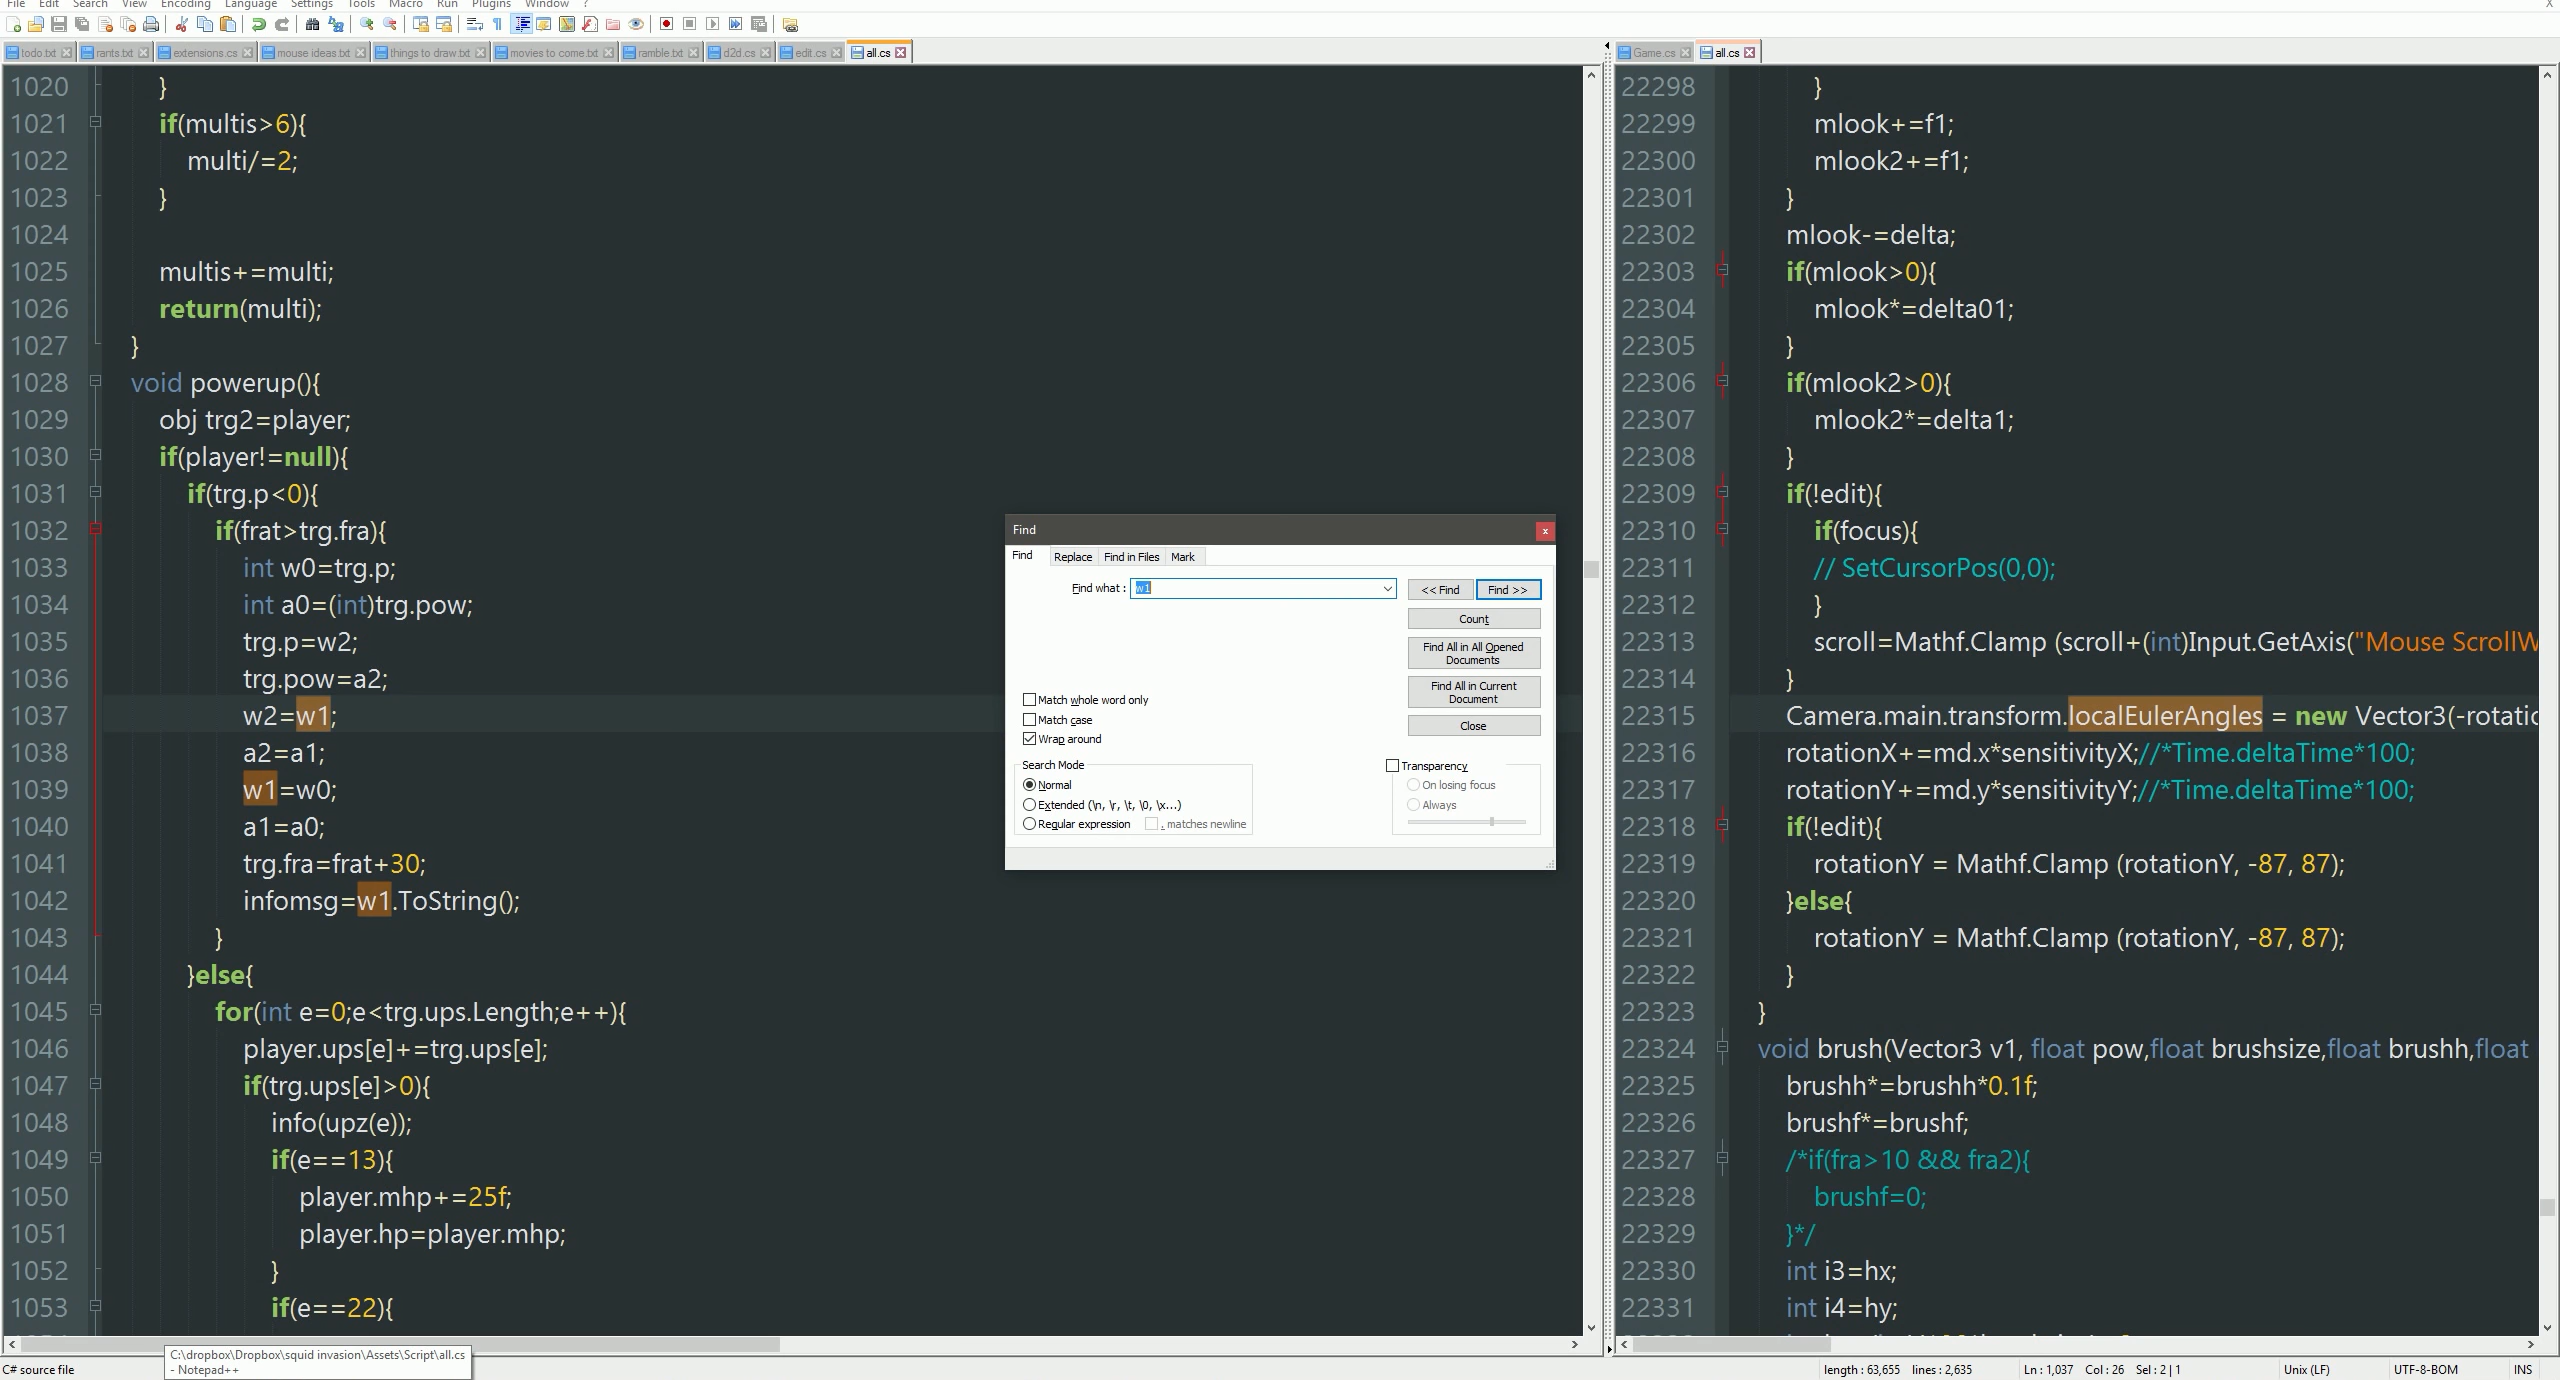 File Edit Search View Encoding Language Settings Tools Macro Run Plugins Window ? X
todo.txt rants.txt extensions.cs mouse ideas.txt things to draw.txt movies to come.txt ramble.txt d2d.cs edit.cs all.cs
1020 }
1021 if(multis>6){
1022 multi/=2;
1023 }
1024
1025 multis+=multi;
1026 return(multi);
1027 }
1028 void powerup(){
1029 obj trg2=player;
1030 if(player!=null){
1031 if(trg.p<0){
1032 if(frat>trg.fra){
1033 int w0=trg.p;
1034 int a0=(int)trg.pow;
1035 trg.p=w2;
1036 trg.pow=a2;
1037 w2=w1;
1038 a2=a1;
1039 w1=w0;
1040 a1=a0;
1041 trg.fra=frat+30;
1042 infomsg=w1.ToString();
1043 }
1044 }else{
1045 for(int e=0;e<trg.ups.Length;e++){
1046 player.ups[e]+=trg.ups[e];
1047 if(trg.ups[e]>0){
1048 info(upz(e));
1049 if(e==13){
1050 player.mhp+=25f;
1051 player.hp=player.mhp;
1052 }
1053 if(e==22){
Find x
Find Replace Find in Files Mark
Find what : w1 << Find Find >>
Count
Find All in All Opened
Documents
Find All in Current
Document
Close
Match whole word only
Match case
Wrap around
Search Mode
Normal
Extended (\n, \r, \t, \0, \x...)
Regular expression . matches newline
Transparency
On losing focus
Always
Game.cs all.cs
22298 }
22299 mlook+=f1;
22300 mlook2+=f1;
22301 }
22302 mlook-=delta;
22303 if(mlook>0){
22304 mlook*=delta01;
22305 }
22306 if(mlook2>0){
22307 mlook2*=delta1;
22308 }
22309 if(!edit){
22310 if(focus){
22311 // SetCursorPos(0,0);
22312 }
22313 scroll=Mathf.Clamp (scroll+(int)Input.GetAxis("Mouse ScrollW
22314 }
22315 Camera.main.transform.localEulerAngles = new Vector3(-rotatio
22316 rotationX+=md.x*sensitivityX;//*Time.deltaTime*100;
22317 rotationY+=md.y*sensitivityY;//*Time.deltaTime*100;
22318 if(!edit){
22319 rotationY = Mathf.Clamp (rotationY, -87, 87);
22320 }else{
22321 rotationY = Mathf.Clamp (rotationY, -87, 87);
22322 }
22323 }
22324 void brush(Vector3 v1, float pow,float brushsize,float brushh,float
22325 brushh*=brushh*0.1f;
22326 brushf*=brushf;
22327 /*if(fra>10 && fra2){
22328 brushf=0;
22329 }*/
22330 int i3=hx;
22331 int i4=hy;
C# source file
C:\dropbox\Dropbox\squid invasion\Assets\Script\all.cs
- Notepad++
length : 63,655 lines : 2,635 Ln : 1,037 Col : 26 Sel : 2 | 1 Unix (LF) UTF-8-BOM INS